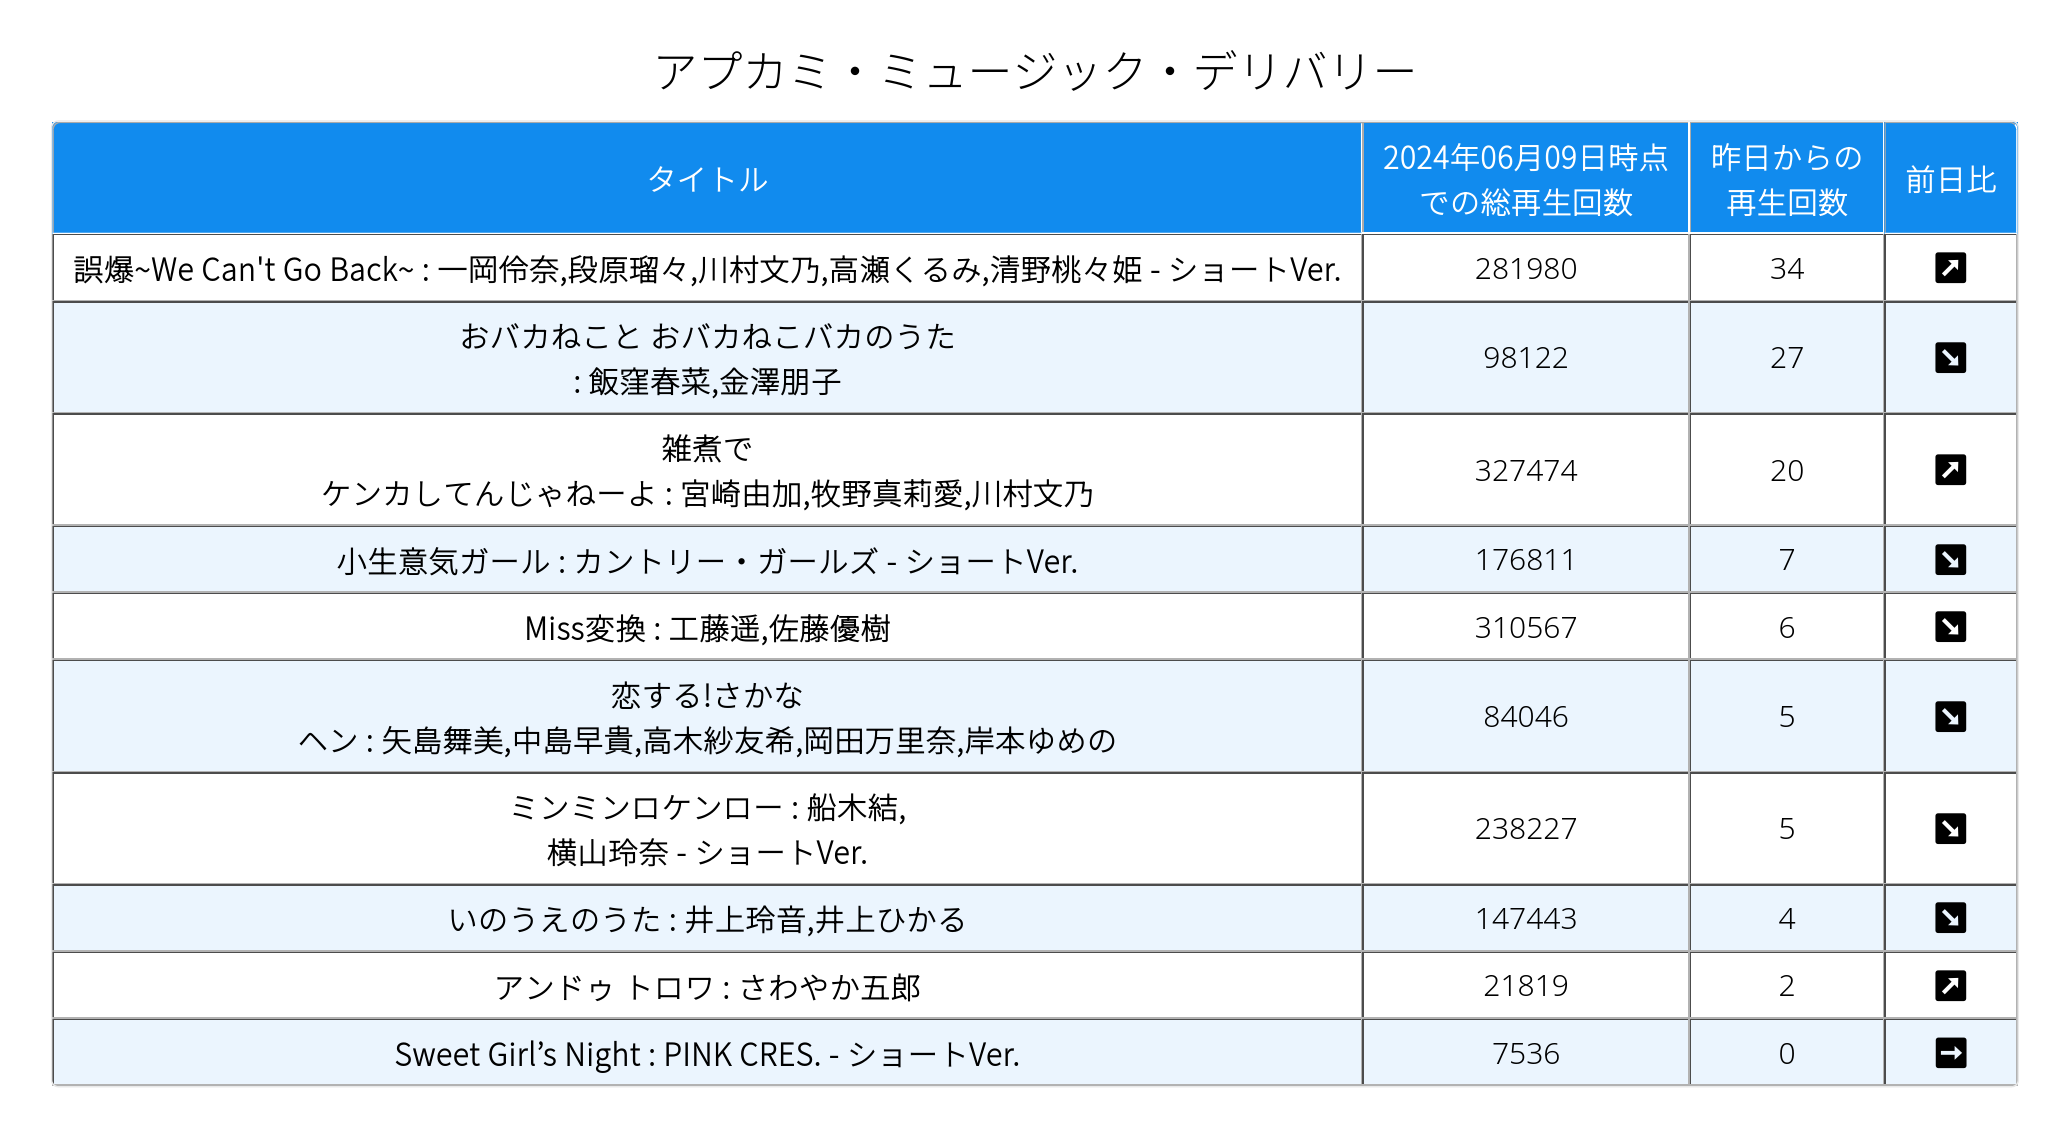 アプカミ・ミュージック・デリバリー
タイトル
2024年06月09日時点
での総再生回数
昨日からの
再生回数
前日比
誤爆~We Can't Go Back~ : 一岡伶奈,段原瑠々,川村文乃,高瀬くるみ,清野桃々姫 - ショートVer.
281980
34
おバカねこと おバカねこバカのうた
: 飯窪春菜,金澤朋子
98122
27
雑煮で
ケンカしてんじゃねーよ : 宮崎由加,牧野真莉愛,川村文乃
327474
20
小生意気ガール : カントリー・ガールズ - ショートVer.
176811
7
Miss変換 : 工藤遥,佐藤優樹
310567
6
恋する!さかな
ヘン : 矢島舞美,中島早貴,高木紗友希,岡田万里奈,岸本ゆめの
84046
5
ミンミンロケンロー : 船木結,
横山玲奈 - ショートVer.
238227
5
いのうえのうた : 井上玲音,井上ひかる
147443
4
アンドゥ トロワ : さわやか五郎
21819
2
Sweet Girl’s Night : PINK CRES. - ショートVer.
7536
0